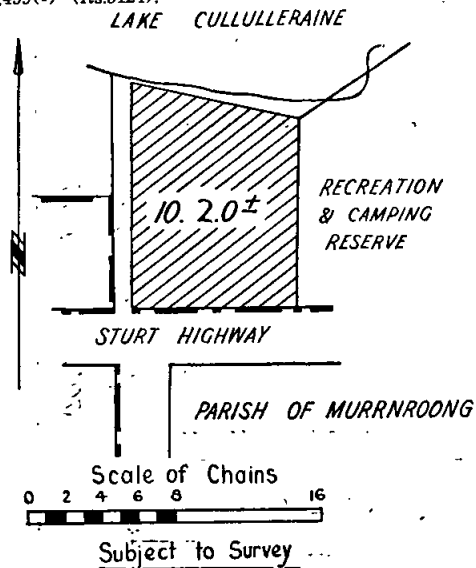 LAKE CULLULLERAINE
10. 2. 0 ±
RECREATION
& CAMPING
RESERVE
STURT HIGHWAY
PARISH OF MURRNROONG
Scale of Chains
0 2 4 6 8 16
Subject to Survey